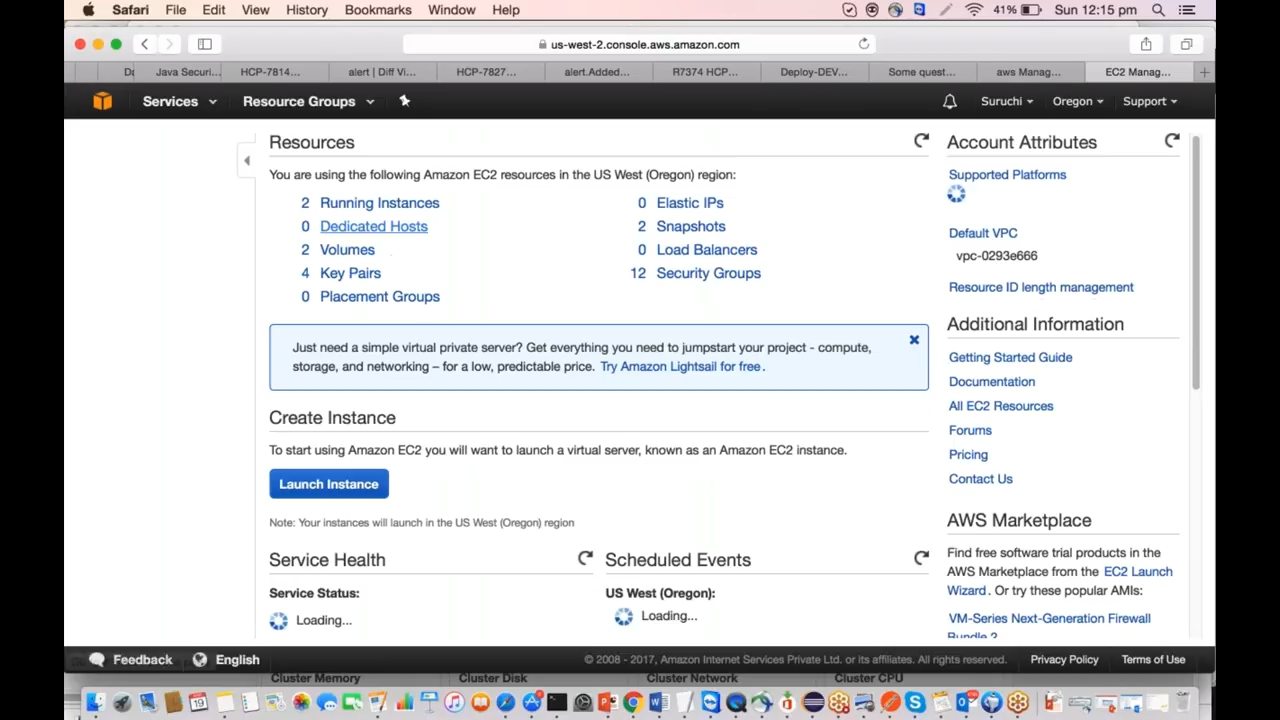 Safari File Edit View History Bookmarks Window Help 41% Sun 12:15 pm
us-west-2.console.aws.amazon.com
Java Securi... HCP-7814... alert | Diff Vi... HCP-7827... alert.Added... R7374 HCP... Deploy-DEV... Some quest... aws Manag... EC2 Manag...
Services Resource Groups Suruchi Oregon Support
Resources
You are using the following Amazon EC2 resources in the US West (Oregon) region:
2 Running Instances
0 Dedicated Hosts
2 Volumes
4 Key Pairs
0 Placement Groups
0 Elastic IPs
2 Snapshots
0 Load Balancers
12 Security Groups
Just need a simple virtual private server? Get everything you need to jumpstart your project - compute,
storage, and networking – for a low, predictable price. Try Amazon Lightsail for free.
Create Instance
To start using Amazon EC2 you will want to launch a virtual server, known as an Amazon EC2 instance.
Launch Instance
Note: Your instances will launch in the US West (Oregon) region
Service Health
Service Status:
Loading...
Scheduled Events
US West (Oregon):
Loading...
Account Attributes
Supported Platforms
Default VPC
vpc-0293e666
Resource ID length management
Additional Information
Getting Started Guide
Documentation
All EC2 Resources
Forums
Pricing
Contact Us
AWS Marketplace
Find free software trial products in the
AWS Marketplace from the EC2 Launch
Wizard. Or try these popular AMIs:
VM-Series Next-Generation Firewall
Bundle 2
Feedback English © 2008 - 2017, Amazon Internet Services Private Ltd. or its affiliates. All rights reserved. Privacy Policy Terms of Use
Cluster Memory Cluster Disk Cluster Network Cluster CPU
19